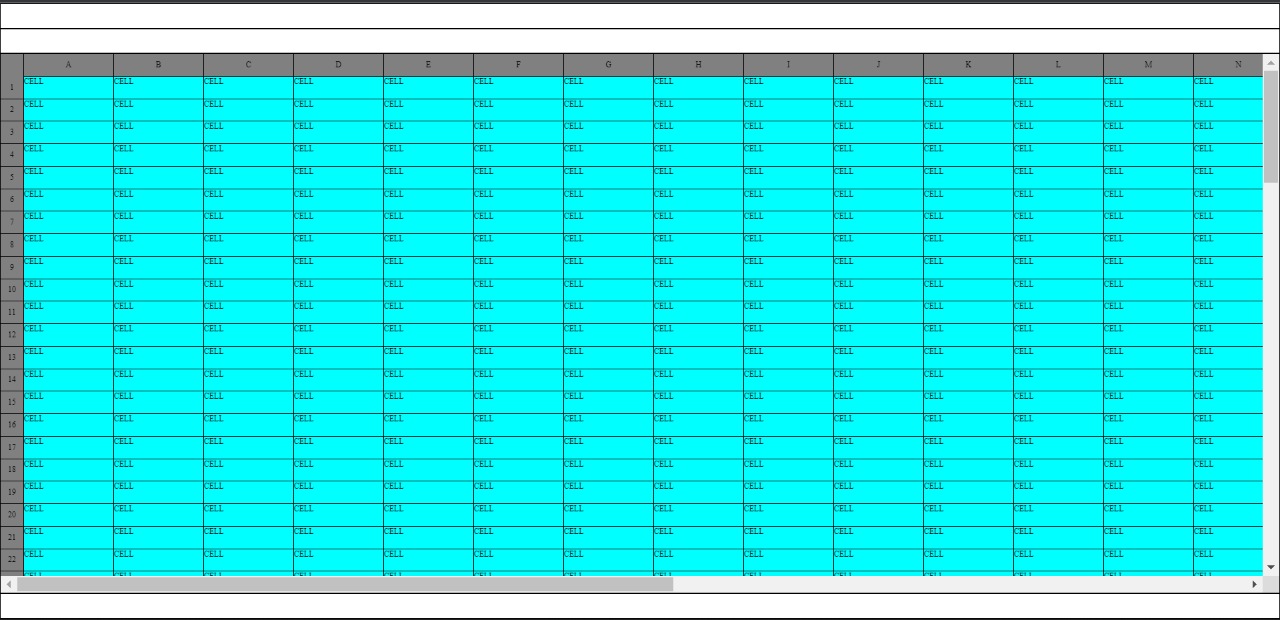 A B C D E F G H I J K L M N
1 CELL CELL CELL CELL CELL CELL CELL CELL CELL CELL CELL CELL CELL CELL
2 CELL CELL CELL CELL CELL CELL CELL CELL CELL CELL CELL CELL CELL CELL
3 CELL CELL CELL CELL CELL CELL CELL CELL CELL CELL CELL CELL CELL CELL
4 CELL CELL CELL CELL CELL CELL CELL CELL CELL CELL CELL CELL CELL CELL
5 CELL CELL CELL CELL CELL CELL CELL CELL CELL CELL CELL CELL CELL CELL
6 CELL CELL CELL CELL CELL CELL CELL CELL CELL CELL CELL CELL CELL CELL
7 CELL CELL CELL CELL CELL CELL CELL CELL CELL CELL CELL CELL CELL CELL
8 CELL CELL CELL CELL CELL CELL CELL CELL CELL CELL CELL CELL CELL CELL
9 CELL CELL CELL CELL CELL CELL CELL CELL CELL CELL CELL CELL CELL CELL
10 CELL CELL CELL CELL CELL CELL CELL CELL CELL CELL CELL CELL CELL CELL
11 CELL CELL CELL CELL CELL CELL CELL CELL CELL CELL CELL CELL CELL CELL
12 CELL CELL CELL CELL CELL CELL CELL CELL CELL CELL CELL CELL CELL CELL
13 CELL CELL CELL CELL CELL CELL CELL CELL CELL CELL CELL CELL CELL CELL
14 CELL CELL CELL CELL CELL CELL CELL CELL CELL CELL CELL CELL CELL CELL
15 CELL CELL CELL CELL CELL CELL CELL CELL CELL CELL CELL CELL CELL CELL
16 CELL CELL CELL CELL CELL CELL CELL CELL CELL CELL CELL CELL CELL CELL
17 CELL CELL CELL CELL CELL CELL CELL CELL CELL CELL CELL CELL CELL CELL
18 CELL CELL CELL CELL CELL CELL CELL CELL CELL CELL CELL CELL CELL CELL
19 CELL CELL CELL CELL CELL CELL CELL CELL CELL CELL CELL CELL CELL CELL
20 CELL CELL CELL CELL CELL CELL CELL CELL CELL CELL CELL CELL CELL CELL
21 CELL CELL CELL CELL CELL CELL CELL CELL CELL CELL CELL CELL CELL CELL
22 CELL CELL CELL CELL CELL CELL CELL CELL CELL CELL CELL CELL CELL CELL